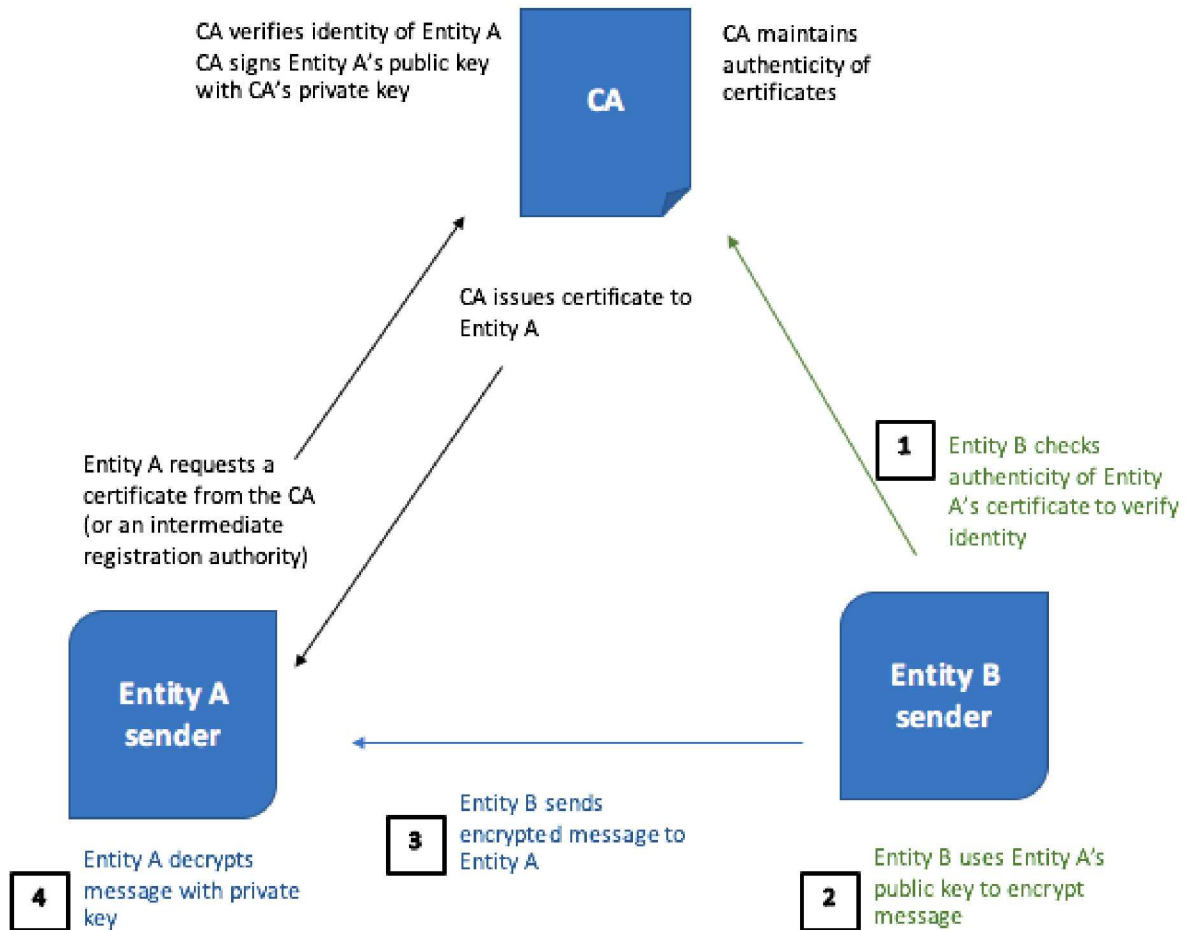 CA verifies identity of Entity A
CA signs Entity A's public key
with CA's private key
CA
CA maintains
authenticity of
certificates
CA issues certificate to
Entity A
Entity A requests a
certificate from the CA
(or an intermediate
registration authority)
1
Entity B checks
authenticity of Entity
A's certificate to verify
identity
Entity A
sender
Entity B
sender
3
Entity B sends
encrypted message to
Entity A
4
Entity A decrypts
message with private
key
2
Entity B uses Entity A's
public key to encrypt
message